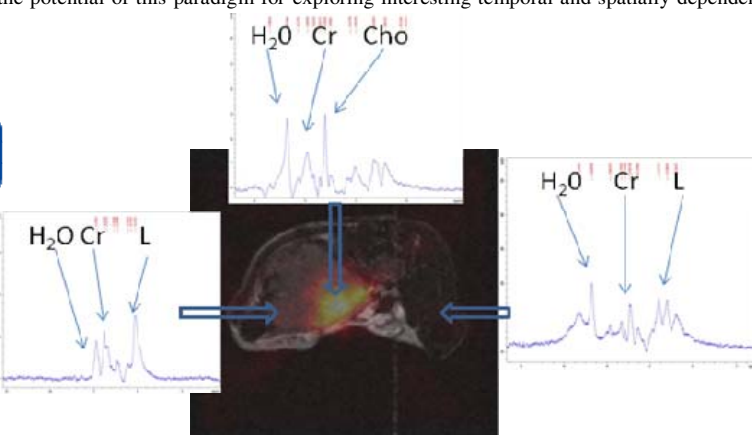 the potential of this paradigm for exploring interesting temporal and spatially dependen
H₂O Cr Cho
H₂O Cr L
H₂O Cr L